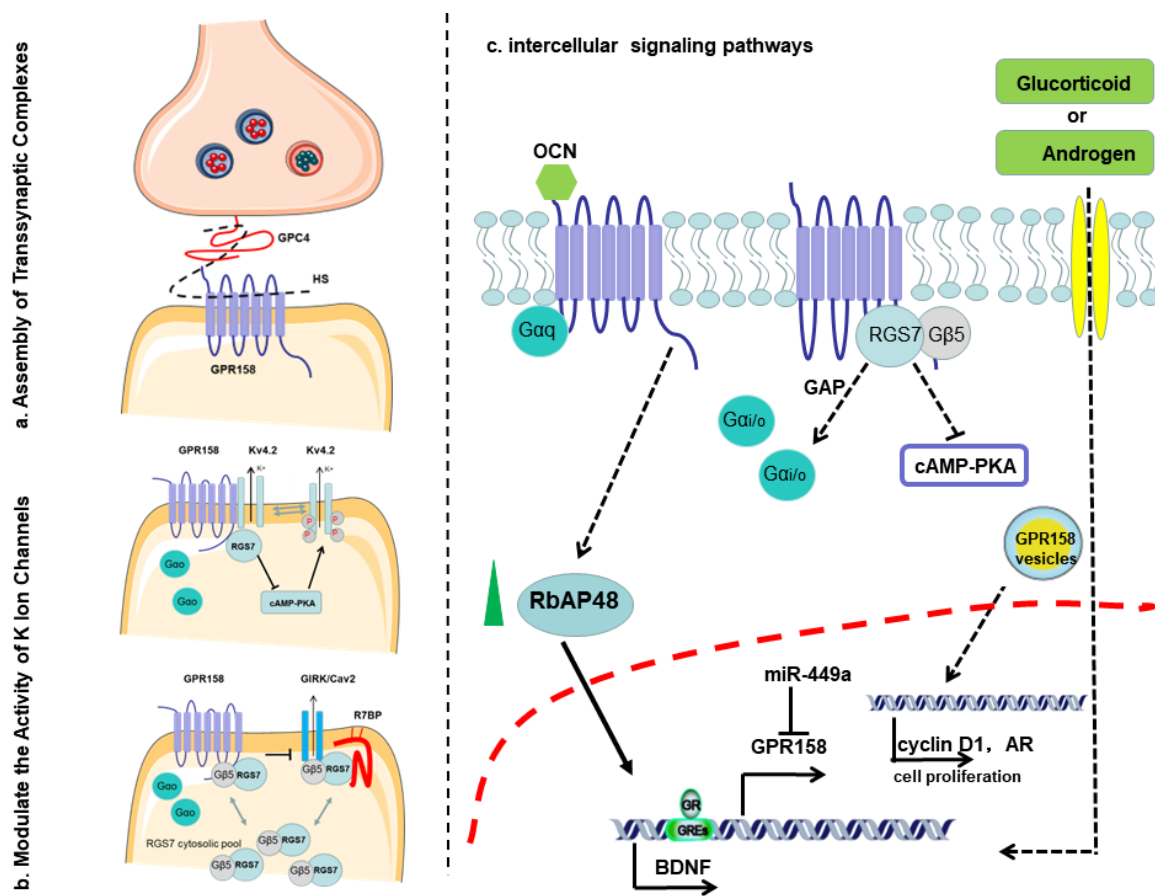 a. Assembly of Transsynaptic Complexes
GPC4
HS
GPR158
b. Modulate the Activity of K Ion Channels
GPR158
Kv4.2
Kv4.2
K+
K+
P
P
P
P
RGS7
Gαo
Gαo
cAMP-PKA
GPR158
GIRK/Cav2
R7BP
Gβ5
RGS7
Gβ5
RGS7
Gαo
Gαo
RGS7 cytosolic pool
Gβ5
RGS7
Gβ5
RGS7
Gβ5
RGS7
c. intercellular signaling pathways
Glucorticoid
or
Androgen
OCN
Gαq
RGS7
Gβ5
GAP
Gαi/o
Gαi/o
cAMP-PKA
GPR158
vesicles
RbAP48
miR-449a
GPR158
cyclin D1, AR
cell proliferation
GR
GREs
BDNF